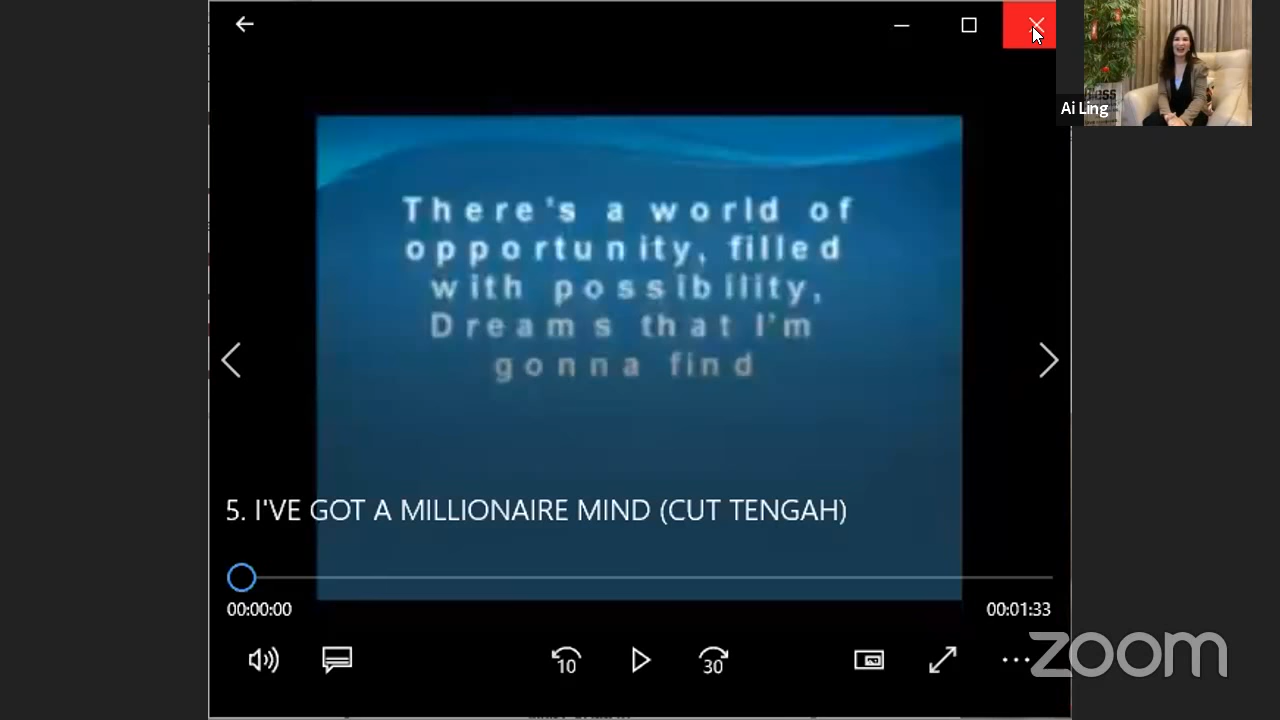 Ai Ling
There's a world of
opportunity, filled
with possibility,
Dreams that I'm
gonna find
5. I'VE GOT A MILLIONAIRE MIND (CUT TENGAH)
00:00:00
00:01:33
10
30
zoom